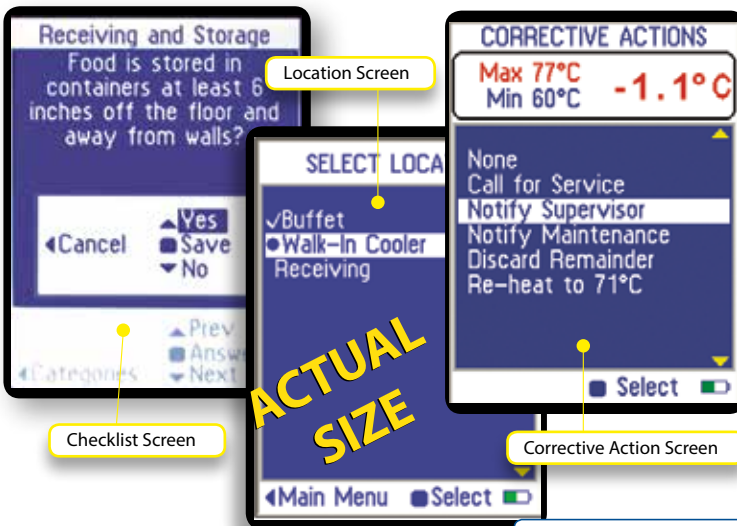 Receiving and Storage
Food is stored in
containers at least 6
inches off the floor and
away from walls?
◀Cancel
▲Yes
Save
▼No
▲Prev
Answ
◀Categories
▼Next
Checklist Screen
Location Screen
SELECT LOCA
✓Buffet
●Walk-In Cooler
Receiving
ACTUAL
SIZE
◀Main Menu
Select
CORRECTIVE ACTIONS
Max 77°C
Min 60°C
-1.1°C
None
Call for Service
Notify Supervisor
Notify Maintenance
Discard Remainder
Re-heat to 71°C
Select
Corrective Action Screen